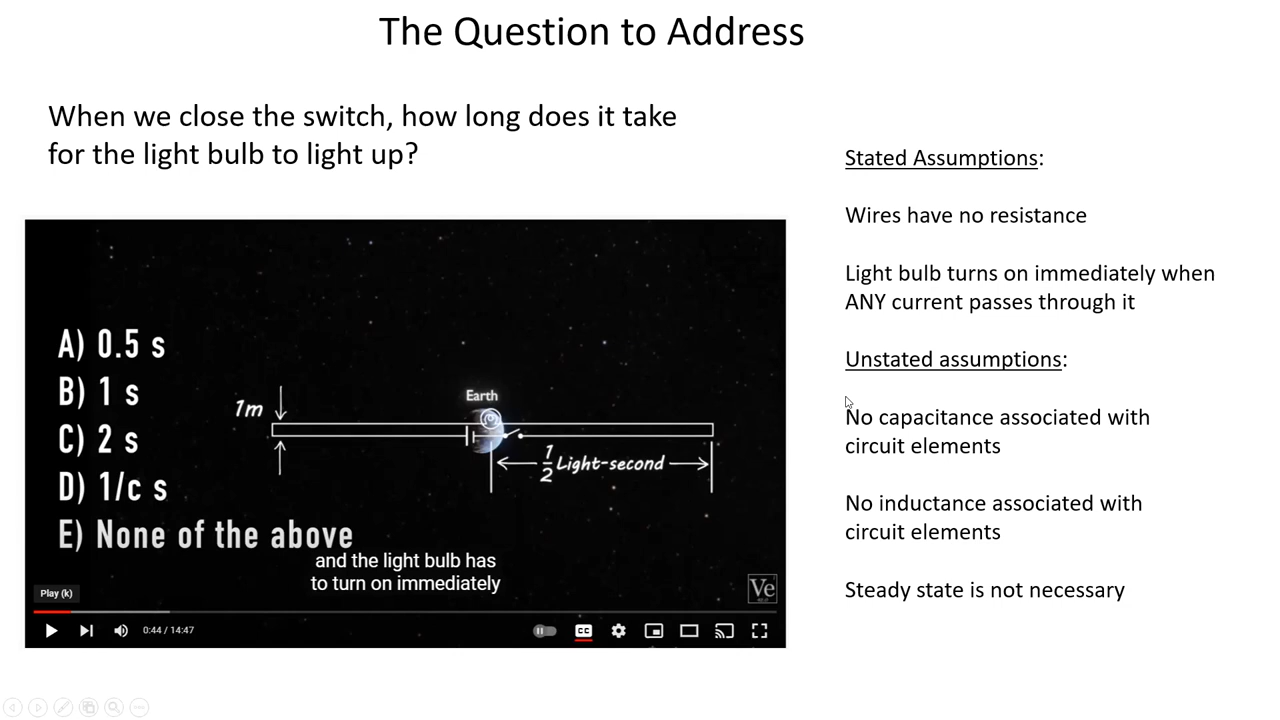 The Question to Address
When we close the switch, how long does it take
for the light bulb to light up?
Stated Assumptions:
Wires have no resistance
Light bulb turns on immediately when
ANY current passes through it
Unstated assumptions:
No capacitance associated with
circuit elements
No inductance associated with
circuit elements
Steady state is not necessary
A) 0.5 s
B) 1 s
C) 2 s
D) 1/c s
E) None of the above
1m
Earth
1/2 Light-second
and the light bulb has
to turn on immediately
Ve
Play (k)
0:44 / 14:47
CC